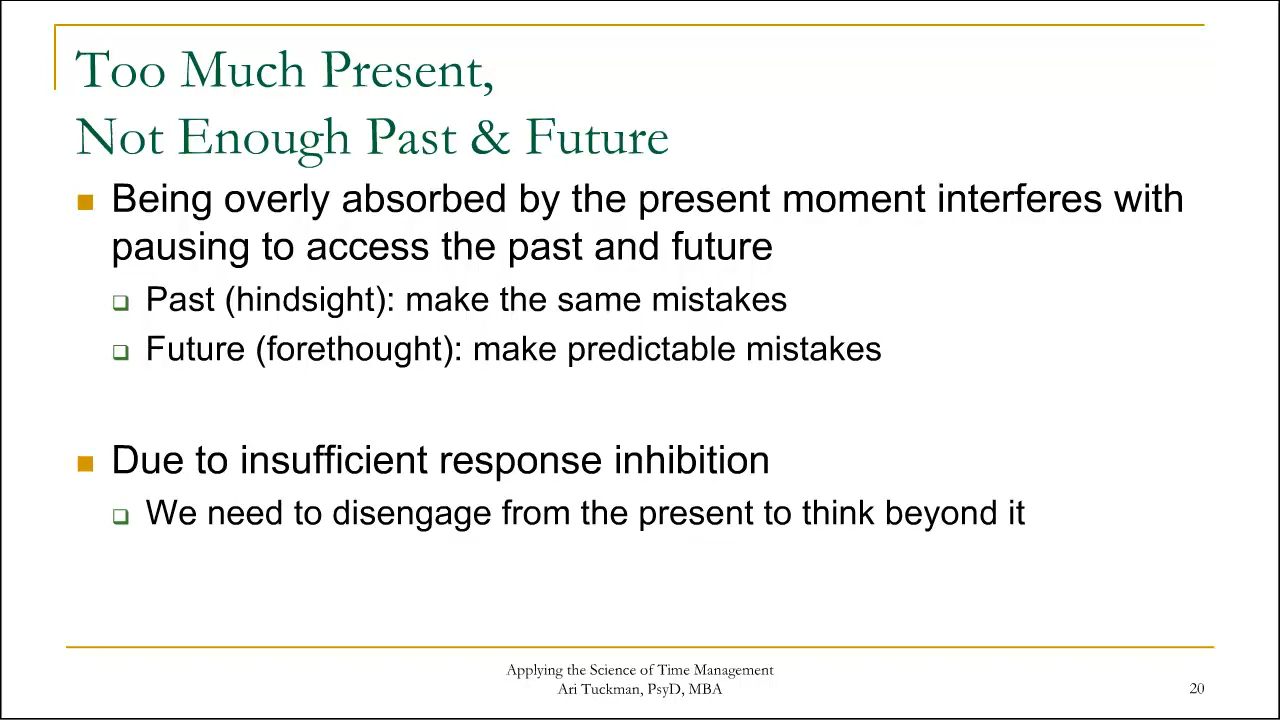 Too Much Present,
Not Enough Past & Future
Being overly absorbed by the present moment interferes with
pausing to access the past and future
Past (hindsight): make the same mistakes
Future (forethought): make predictable mistakes
Due to insufficient response inhibition
We need to disengage from the present to think beyond it
Applying the Science of Time Management
Ari Tuckman, PsyD, MBA
20